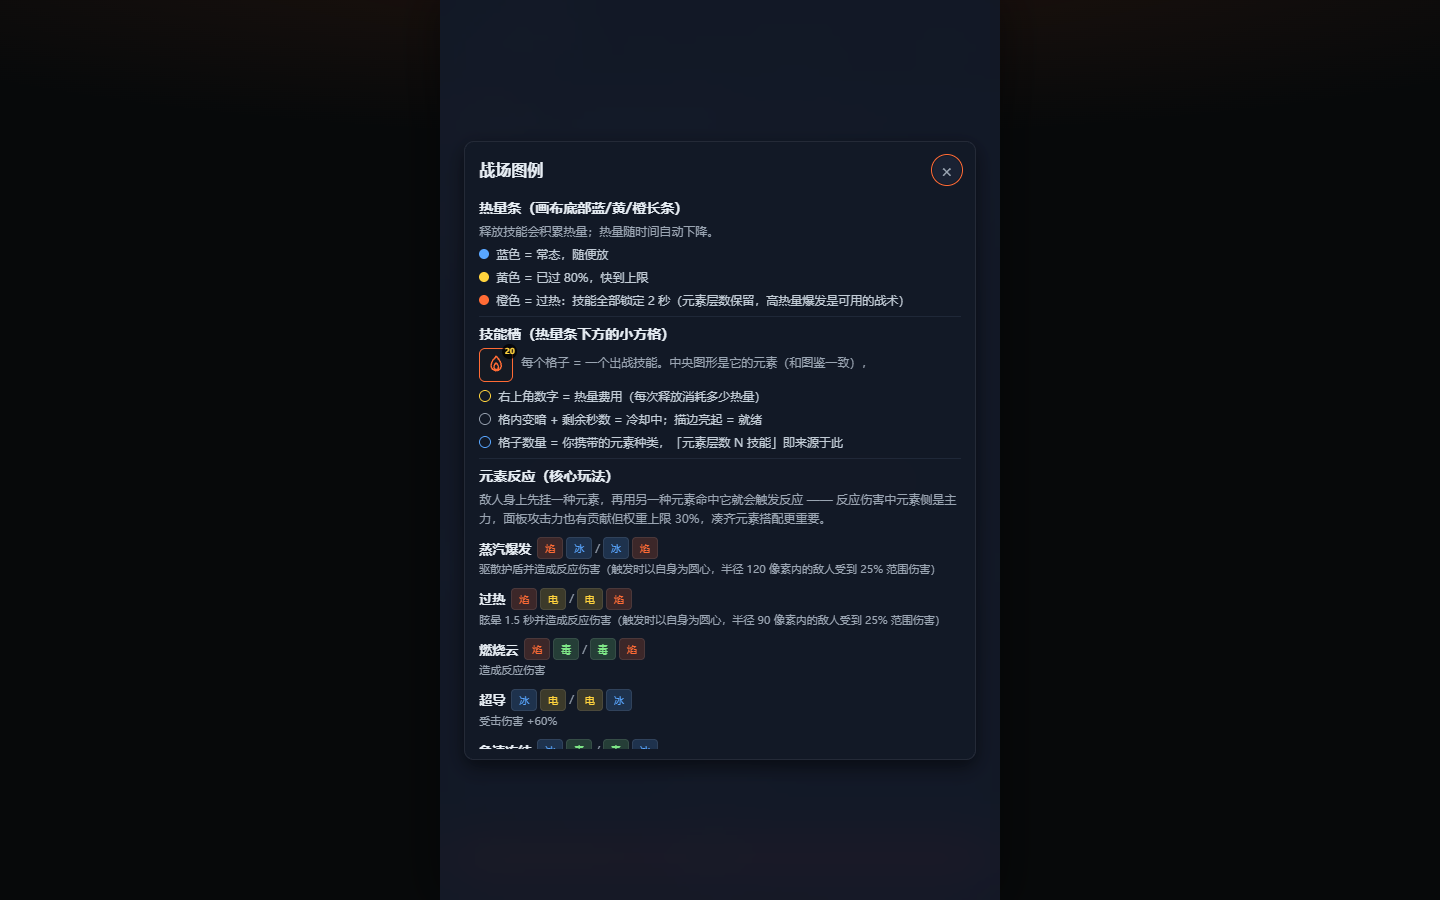 战场图例
×
热量条（画布底部蓝/黄/橙长条）
释放技能会积累热量；热量随时间自动下降。
蓝色 = 常态，随便放
黄色 = 已过 80%，快到上限
橙色 = 过热：技能全部锁定 2 秒（元素层数保留，高热量爆发是可用的战术）
技能槽（热量条下方的小方格）
20
每个格子 = 一个出战技能。中央图形是它的元素（和图鉴一致），
右上角数字 = 热量费用（每次释放消耗多少热量）
格内变暗 + 剩余秒数 = 冷却中；描边亮起 = 就绪
格子数量 = 你携带的元素种类，「元素层数 N 技能」即来源于此
元素反应（核心玩法）
敌人身上先挂一种元素，再用另一种元素命中它就会触发反应 —— 反应伤害中元素侧是主
力，面板攻击力也有贡献但权重上限 30%，凑齐元素搭配更重要。
蒸汽爆发 焰 冰 / 冰 焰
驱散护盾并造成反应伤害（触发时以自身为圆心，半径 120 像素内的敌人受到 25% 范围伤害）
过热 焰 电 / 电 焰
眩晕 1.5 秒并造成反应伤害（触发时以自身为圆心，半径 90 像素内的敌人受到 25% 范围伤害）
燃烧云 焰 毒 / 毒 焰
造成反应伤害
超导 冰 电 / 电 冰
受击伤害 +60%